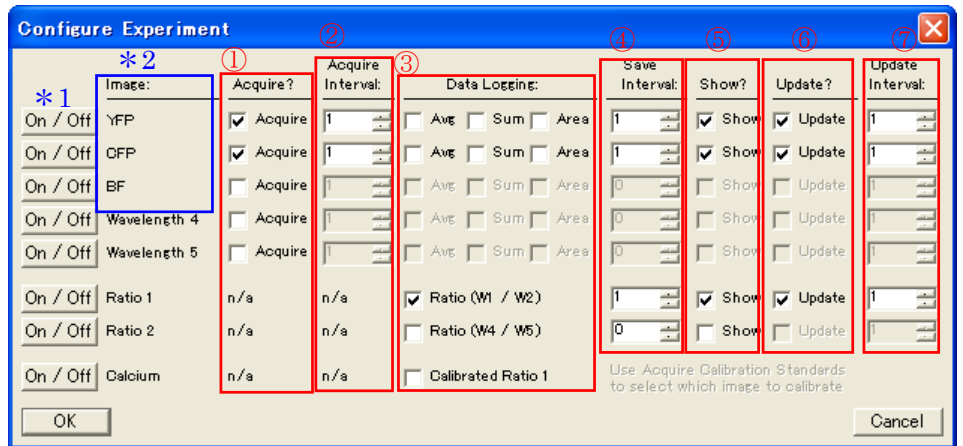 Configure Experiment
*2 ① ② ③ ④ ⑤ ⑥ ⑦
Acquire Save Update
Image: Acquire? Interval: Data Logging: Interval: Show? Update? Interval:
*1
On / Off YFP Acquire 1 Avg Sum Area 1 Show Update 1
On / Off CFP Acquire 1 Avg Sum Area 1 Show Update 1
On / Off BF Acquire 1 Avg Sum Area 0 Show Update 1
On / Off Wavelength 4 Acquire 1 Avg Sum Area 0 Show Update 1
On / Off Wavelength 5 Acquire 1 Avg Sum Area 0 Show Update 1
On / Off Ratio 1 n/a n/a Ratio (W1 / W2) 1 Show Update 1
On / Off Ratio 2 n/a n/a Ratio (W4 / W5) 0 Show Update 1
On / Off Calcium n/a n/a Calibrated Ratio 1 Use Acquire Calibration Standards
to select which image to calibrate
OK Cancel